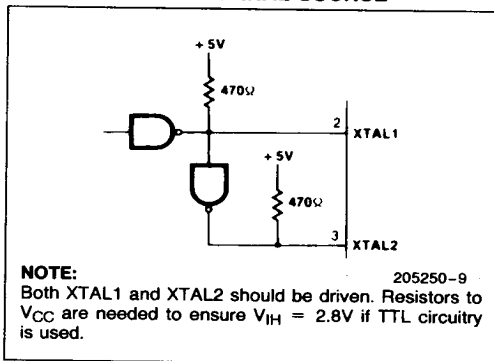 + 5V
470Ω
2 XTAL1
+ 5V
470Ω
3 XTAL2
NOTE: 205250-9
Both XTAL1 and XTAL2 should be driven. Resistors to
VCC are needed to ensure VIH = 2.8V if TTL circuitry
is used.